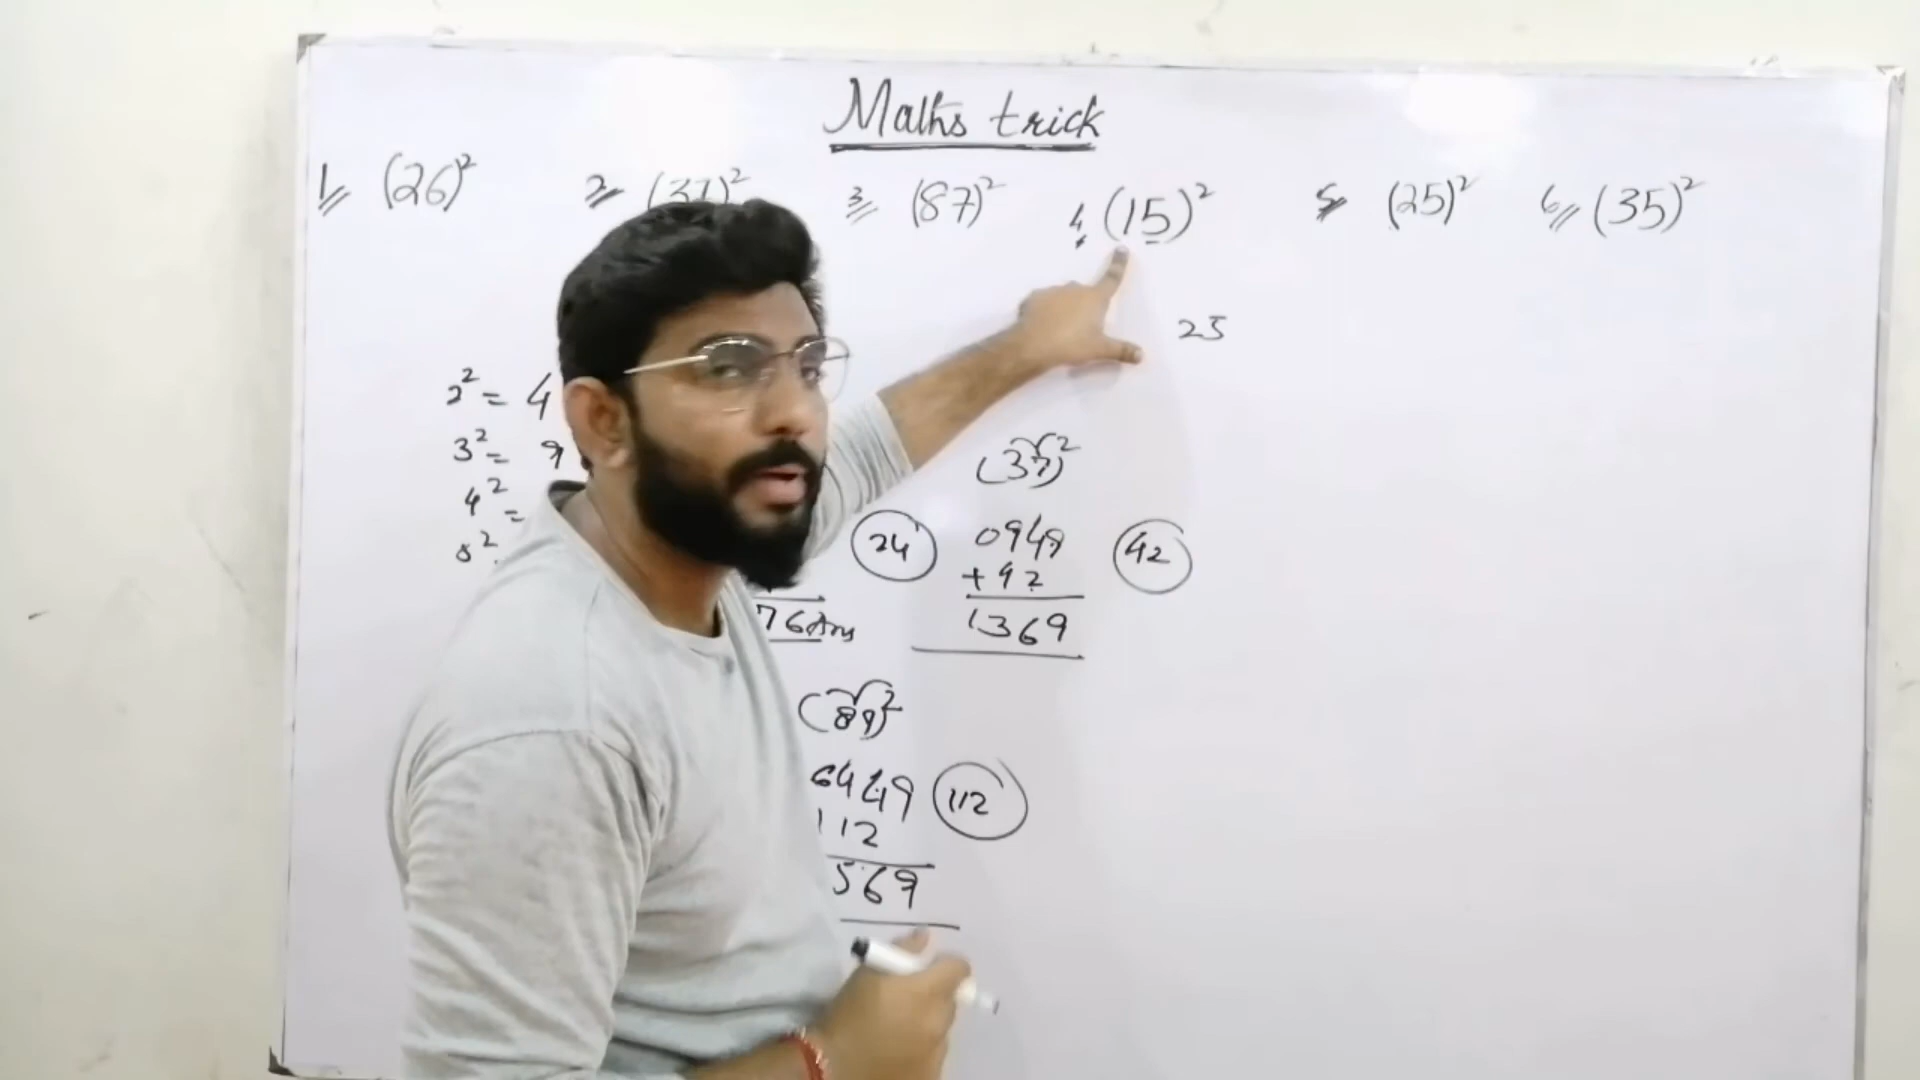 Maths trick
1 (26)² 2 (37)² 3 (87)² 4 (15)² 5 (25)² 6 (35)²
25
2² = 4
3² = 9
4² =
5²
24
76 Ans
(37)²
0949
+42
1369
42
(87)²
6449
112
569
112